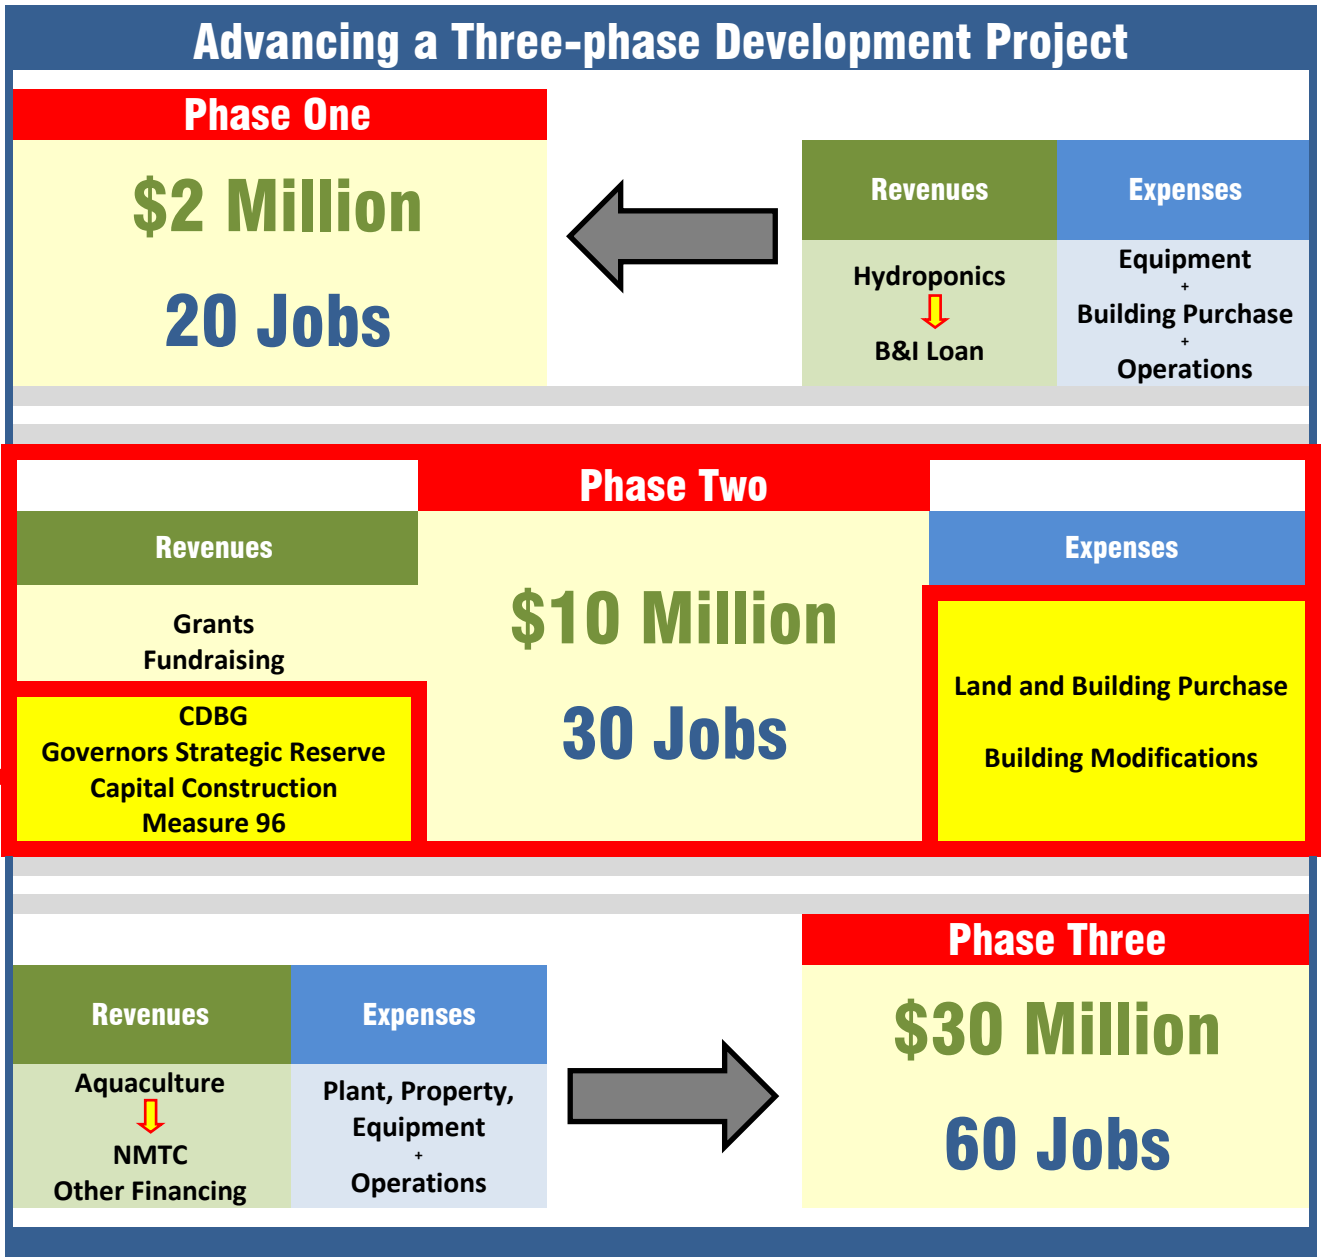 Advancing a Three-phase Development Project
Phase One
$2 Million
20 Jobs
Revenues
Hydroponics
B&I Loan
Expenses
Equipment
+
Building Purchase
+
Operations
Phase Two
Revenues
Grants
Fundraising
CDBG
Governors Strategic Reserve
Capital Construction
Measure 96
$10 Million
30 Jobs
Expenses
Land and Building Purchase
Building Modifications
Revenues
Aquaculture
NMTC
Other Financing
Expenses
Plant, Property,
Equipment
+
Operations
Phase Three
$30 Million
60 Jobs